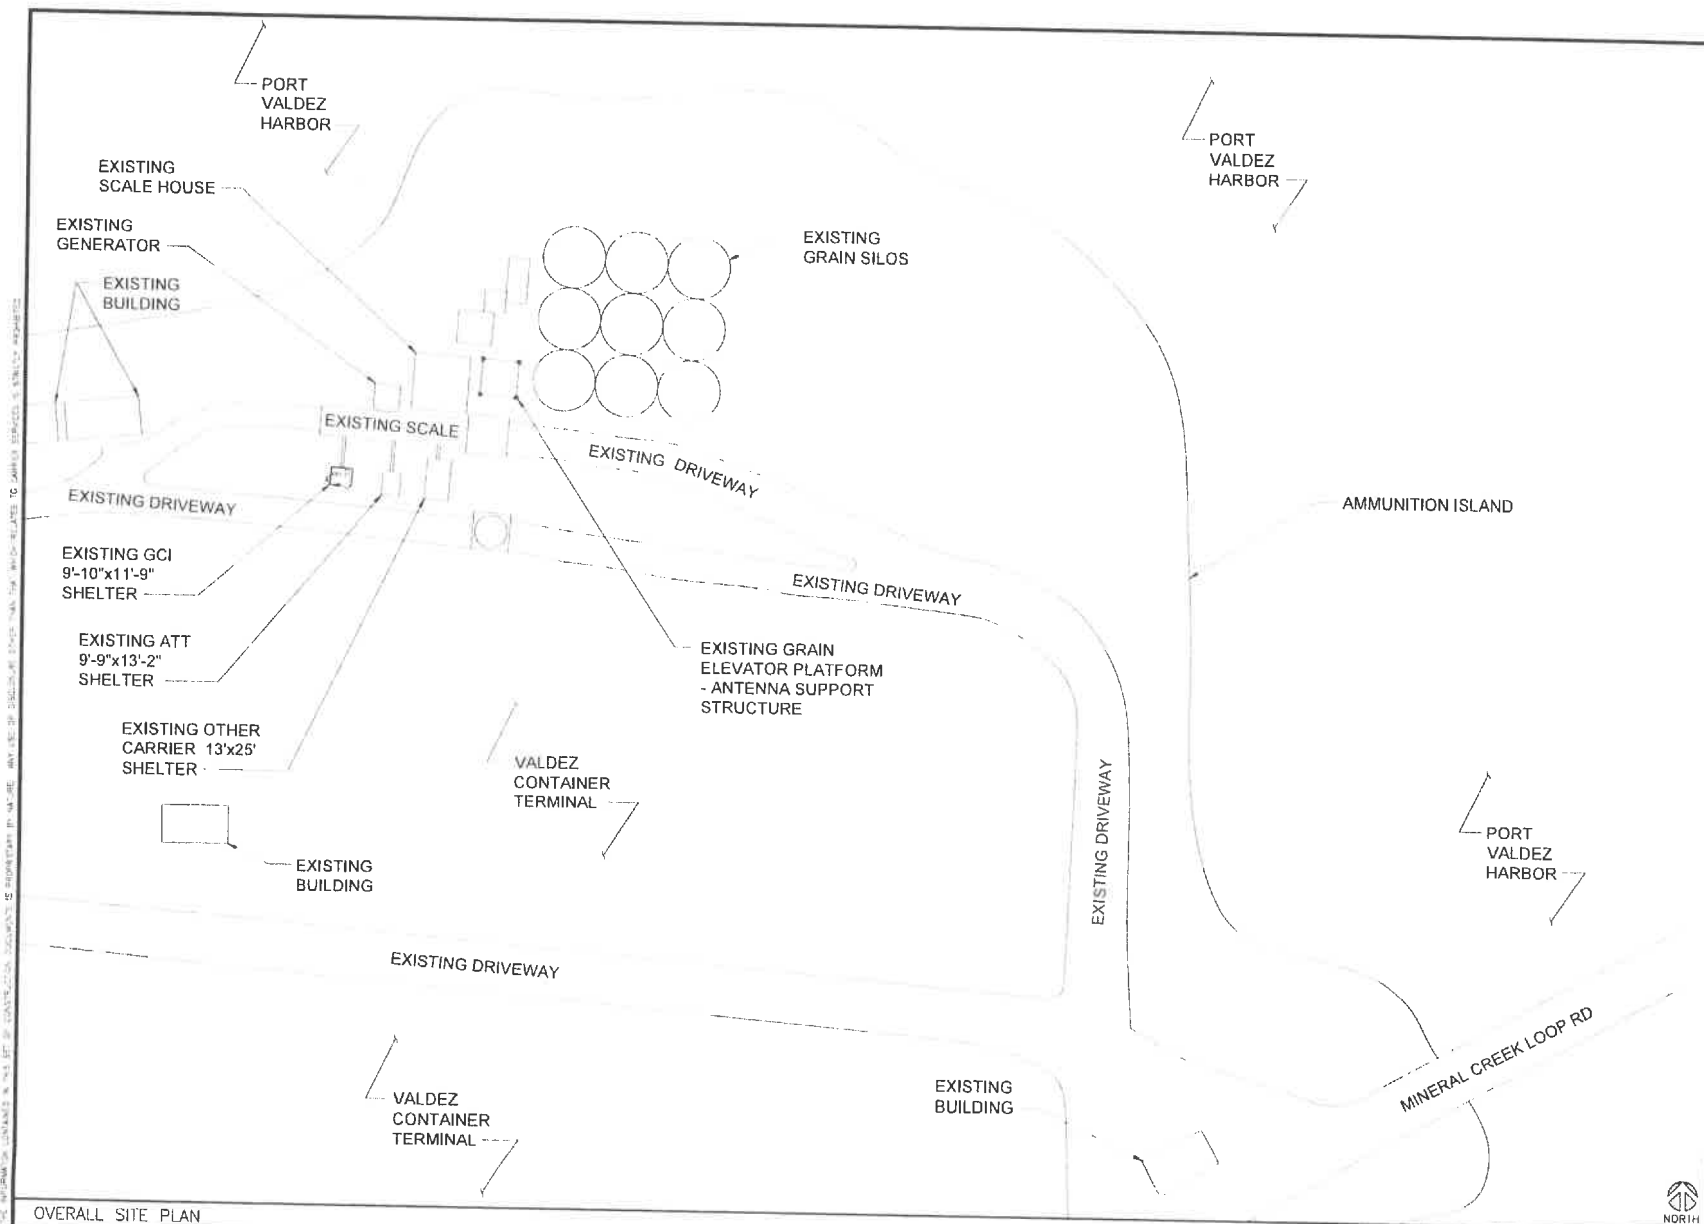 PORT
VALDEZ
HARBOR
PORT
VALDEZ
HARBOR
EXISTING
SCALE HOUSE
EXISTING
GENERATOR
EXISTING
BUILDING
EXISTING
GRAIN SILOS
EXISTING SCALE
EXISTING DRIVEWAY
EXISTING DRIVEWAY
AMMUNITION ISLAND
EXISTING GCI
9'-10"x11'-9"
SHELTER
EXISTING DRIVEWAY
EXISTING ATT
9'-9"x13'-2"
SHELTER
EXISTING GRAIN
ELEVATOR PLATFORM
- ANTENNA SUPPORT
STRUCTURE
EXISTING OTHER
CARRIER 13'x25'
SHELTER
VALDEZ
CONTAINER
TERMINAL
EXISTING DRIVEWAY
PORT
VALDEZ
HARBOR
EXISTING
BUILDING
EXISTING DRIVEWAY
MINERAL CREEK LOOP RD
EXISTING
BUILDING
VALDEZ
CONTAINER
TERMINAL
OVERALL SITE PLAN
NORTH